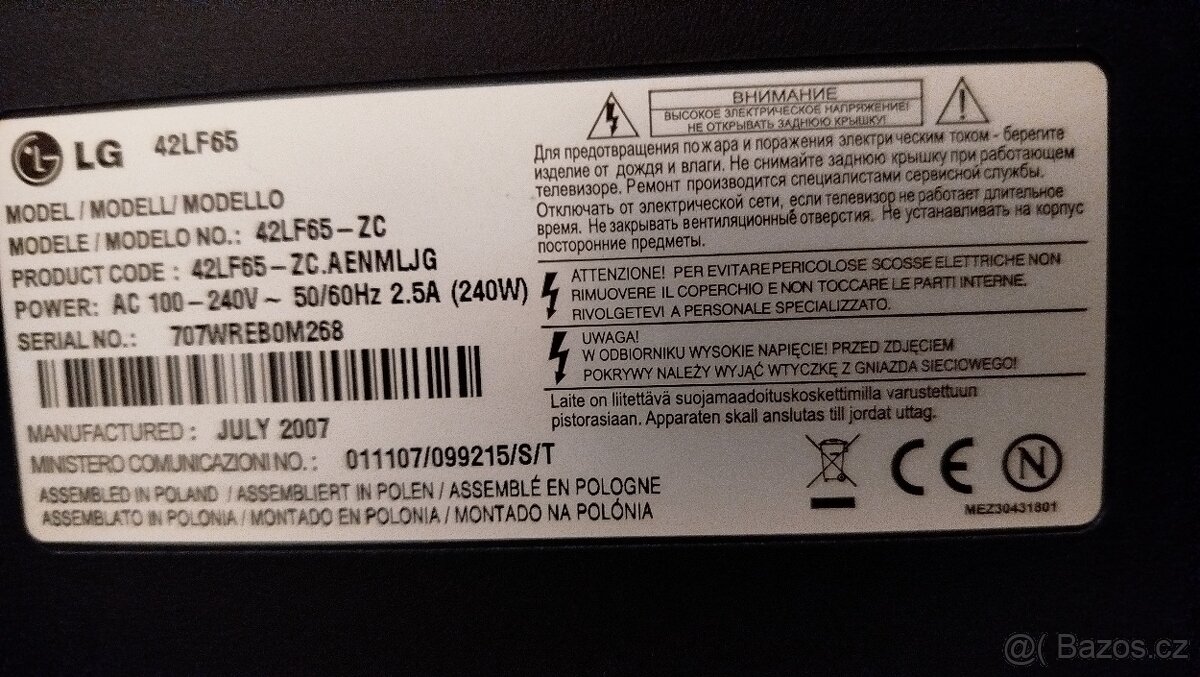 LG 42LF65
MODEL / MODELL/ MODELLO
MODELE / MODELO NO.: 42LF65-ZC
PRODUCT CODE : 42LF65-ZC.AENMLJG
POWER: AC 100-240V ~ 50/60Hz 2.5A (240W)
SERIAL NO.: 707WREB0M268
MANUFACTURED : JULY 2007
MINISTERO COMUNICAZIONI NO.: 011107/099215/S/T
ASSEMBLED IN POLAND / ASSEMBLIERT IN POLEN / ASSEMBLÉ EN POLOGNE
ASSEMBLATO IN POLONIA / MONTADO EN POLONIA / MONTADO NA POLÓNIA
ВНИМАНИЕ
ВЫСОКОЕ ЭЛЕКТРИЧЕСКОЕ НАПРЯЖЕНИЕ!
НЕ ОТКРЫВАТЬ ЗАДНЮЮ КРЫШКУ!
Для предотвращения пожара и поражения электрическим током - берегите
изделие от дождя и влаги. Не снимайте заднюю крышку при работающем
телевизоре. Ремонт производится специалистами сервисной службы.
Отключать от электрической сети, если телевизор не работает длительное
время. Не закрывать вентиляционные отверстия. Не устанавливать на корпус
посторонние предметы.
ATTENZIONE! PER EVITARE PERICOLOSE SCOSSE ELETTRICHE NON
RIMUOVERE IL COPERCHIO E NON TOCCARE LE PARTI INTERNE.
RIVOLGETEVI A PERSONALE SPECIALIZZATO.
UWAGA!
W ODBIORNIKU WYSOKIE NAPIĘCIE! PRZED ZDJĘCIEM
POKRYWY NALEŻY WYJĄĆ WTYCZKĘ Z GNIAZDA SIECIOWEGO!
Laite on liitettävä suojamaadoituskoskettimilla varustettuun
pistorasiaan. Apparaten skall anslutas till jordat uttag.
CE N
MEZ30431801
@( Bazos.cz